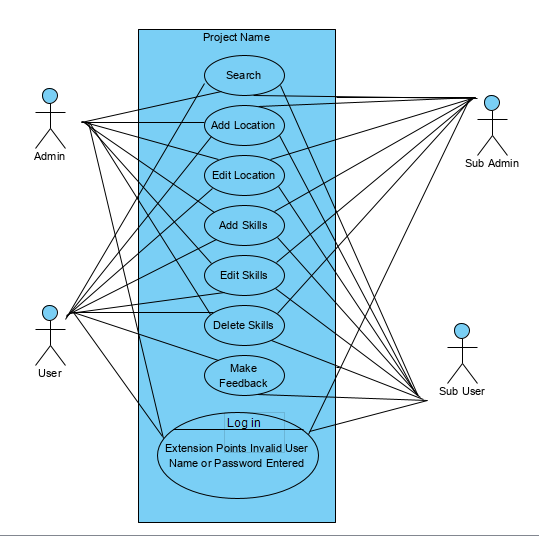 Project Name
Search
Add Location
Admin
Sub Admin
Edit Location
Add Skills
Edit Skills
Delete Skills
User
Make
Feedback
Sub User
Log in
Extension Points Invalid User
Name or Password Entered